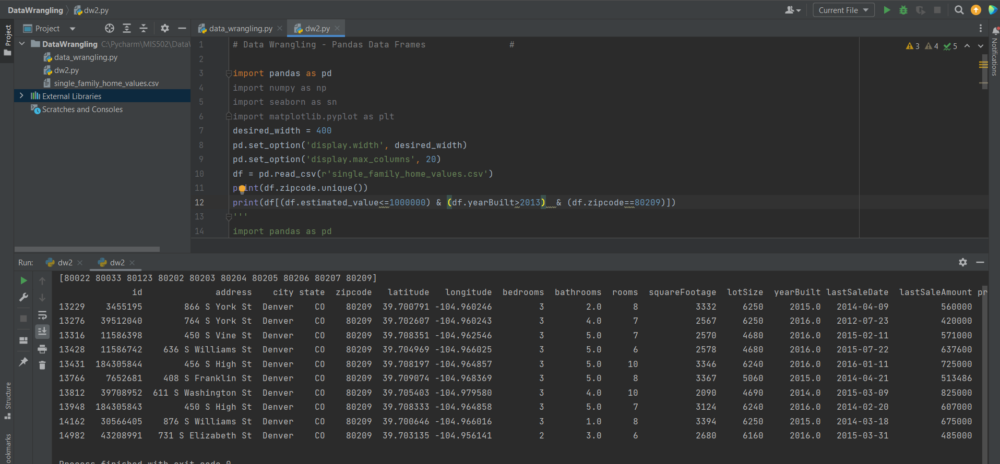 DataWrangling
dw2.py
Current File
Project
data_wrangling.py
dw2.py
Project
DataWrangling C:\Pycharm\MIS502\Data\
data_wrangling.py
dw2.py
single_family_home_values.csv
External Libraries
Scratches and Consoles
Notifications
3 4 5
1 # Data Wrangling - Pandas Data Frames #
2
3 import pandas as pd
4 import numpy as np
5 import seaborn as sn
6 import matplotlib.pyplot as plt
7 desired_width = 400
8 pd.set_option('display.width', desired_width)
9 pd.set_option('display.max_columns', 20)
10 df = pd.read_csv(r'single_family_home_values.csv')
11 print(df.zipcode.unique())
12 print(df[(df.estimated_value<=1000000) & (df.yearBuilt>2013)  & (df.zipcode==80209)])
13 '''
14 import pandas as pd
Run: dw2 dw2
[80022 80033 80123 80202 80203 80204 80205 80206 80207 80209]
id address city state zipcode latitude longitude bedrooms bathrooms rooms squareFootage lotSize yearBuilt lastSaleDate lastSaleAmount pr
13229 3455195 866 S York St Denver CO 80209 39.700791 -104.960246 3 2.0 8 3332 6250 2015.0 2014-04-09 560000
13276 39512040 764 S York St Denver CO 80209 39.702607 -104.960243 3 4.0 7 2567 6250 2016.0 2012-07-23 420000
13316 11586398 450 S Vine St Denver CO 80209 39.708351 -104.962546 3 5.0 7 2570 4680 2016.0 2015-02-11 571000
13428 11586742 636 S Williams St Denver CO 80209 39.704969 -104.966025 3 5.0 6 2578 4680 2016.0 2015-07-22 637600
13431 184305844 456 S High St Denver CO 80209 39.708197 -104.964857 3 5.0 10 3346 6240 2016.0 2016-01-11 725000
13766 7652681 408 S Franklin St Denver CO 80209 39.709074 -104.968369 3 5.0 8 3367 5060 2015.0 2014-04-21 513486
13812 39708952 611 S Washington St Denver CO 80209 39.705403 -104.979580 3 4.0 10 2090 4690 2014.0 2015-03-09 825000
13948 184305843 450 S High St Denver CO 80209 39.708333 -104.964858 3 5.0 7 3124 6240 2016.0 2014-02-20 607000
14162 30566405 876 S Williams St Denver CO 80209 39.700646 -104.966016 3 1.0 8 3394 6250 2015.0 2014-03-18 675000
14982 43208991 731 S Elizabeth St Denver CO 80209 39.703135 -104.956141 2 3.0 6 2680 6160 2016.0 2015-03-31 485000
Process finished with exit code 0
Structure
ookmarks